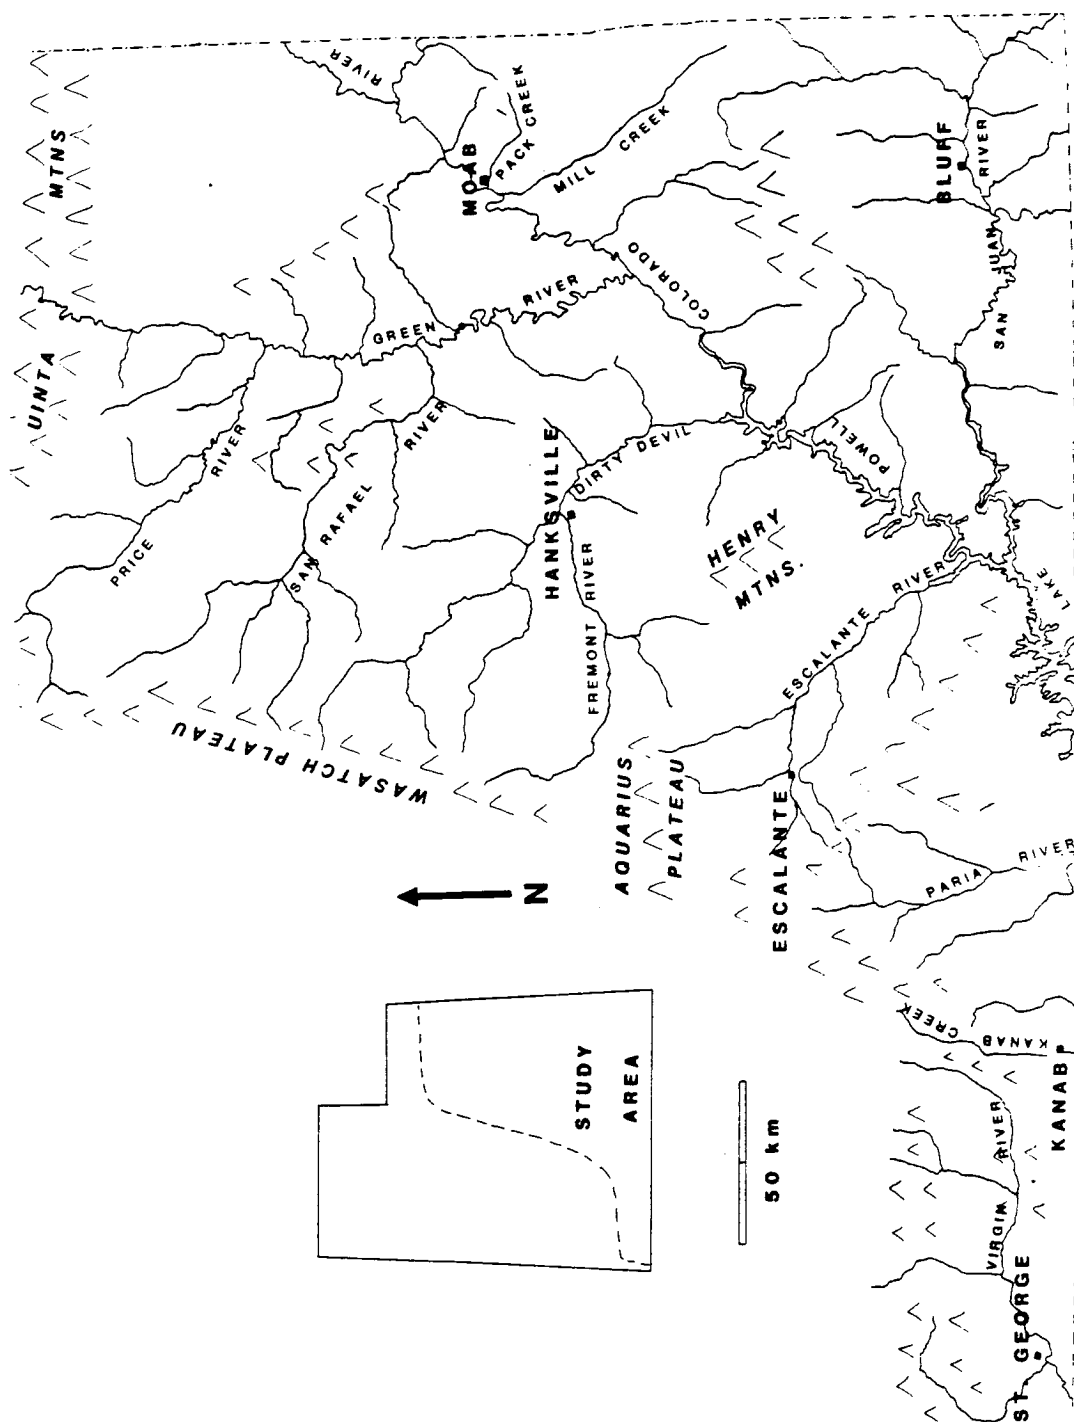 UINTA
MTNS
RIVER
MOAB
PACK CREEK
MILL CREEK
BLUFF
RIVER
JUAN
SAN
GREEN
RIVER
COLORADO
PRICE
RIVER
SAN RAFAEL
RIVER
HANKSVILLE
DIRTY DEVIL
FREMONT RIVER
HENRY
MTNS.
POWELL
LAKE
WASATCH PLATEAU
AQUARIUS
PLATEAU
ESCALANTE RIVER
ESCALANTE
PARIA
RIVER
N
STUDY
AREA
50 km
KANAB
CREEK
KANAB
VIRGIN
RIVER
ST. GEORGE